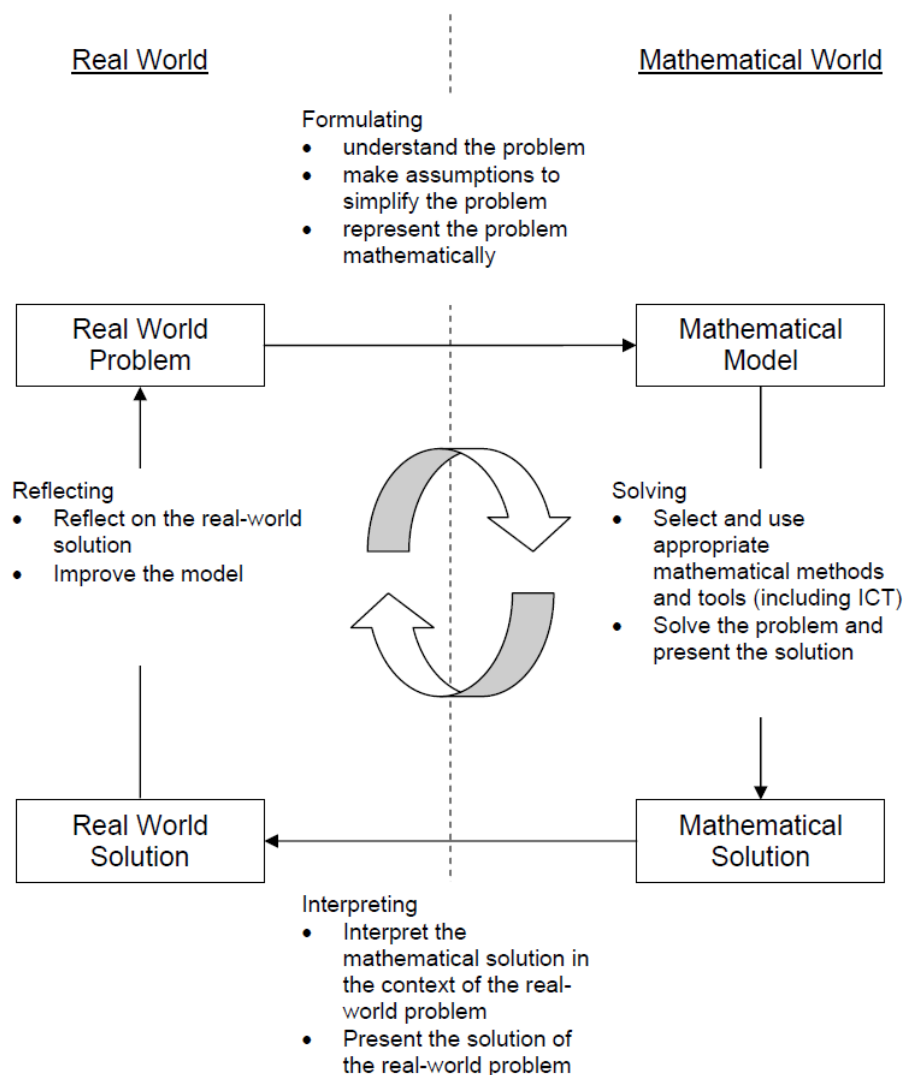 Real World
Mathematical World
Formulating
• understand the problem
• make assumptions to
simplify the problem
• represent the problem
mathematically
Real World
Problem
Mathematical
Model
Reflecting
• Reflect on the real-world
solution
• Improve the model
Solving
• Select and use
appropriate
mathematical methods
and tools (including ICT)
• Solve the problem and
present the solution
Real World
Solution
Mathematical
Solution
Interpreting
• Interpret the
mathematical solution in
the context of the real-
world problem
• Present the solution of
the real-world problem